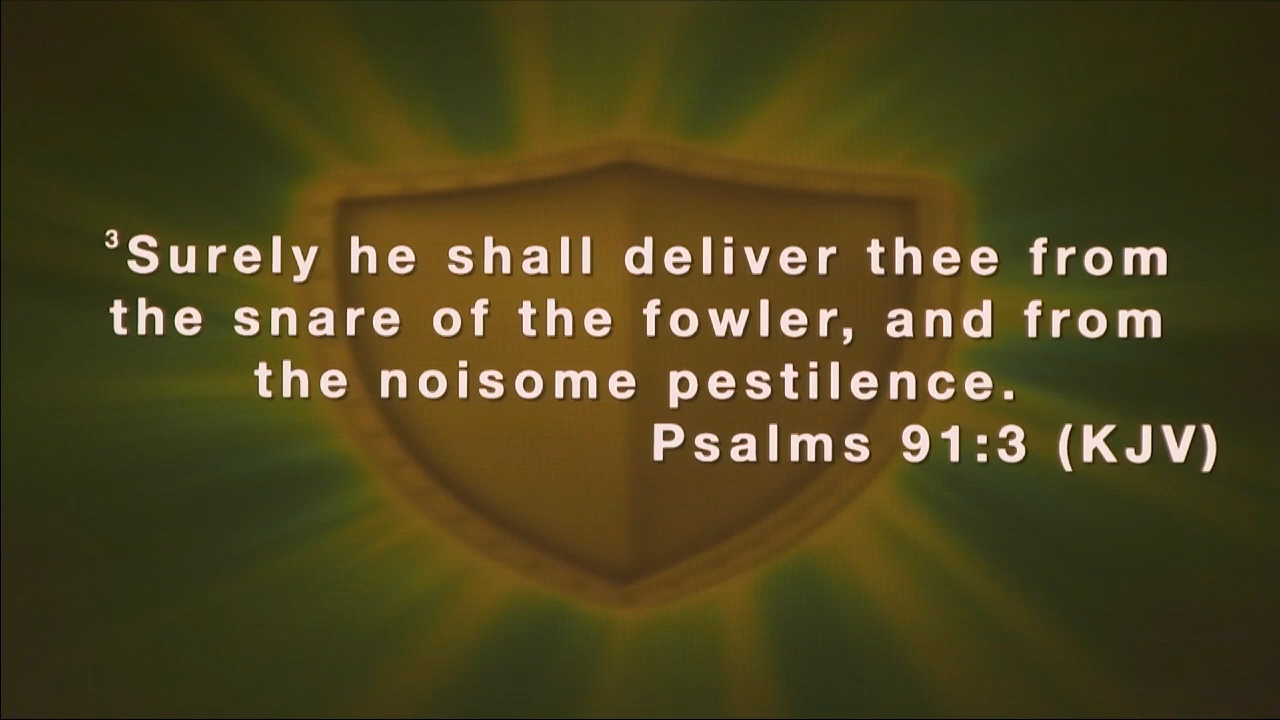 ³Surely he shall deliver thee from
the snare of the fowler, and from
the noisome pestilence.
Psalms 91:3 (KJV)